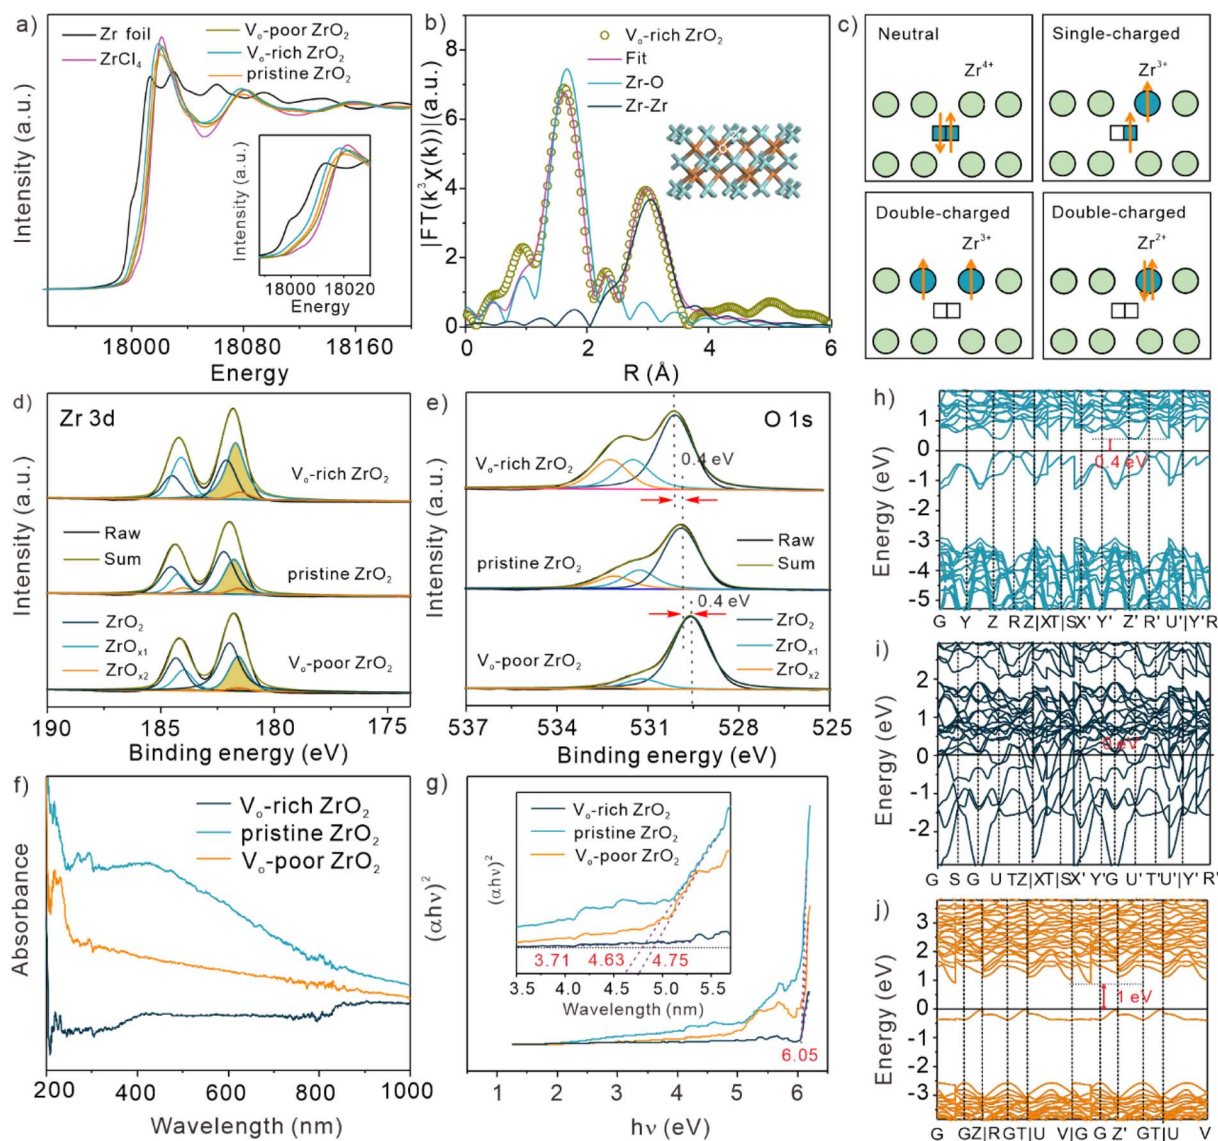 a)
Zr foil
ZrCl₄
Vₒ-poor ZrO₂
Vₒ-rich ZrO₂
pristine ZrO₂
Intensity (a.u.)
Intensity (a.u.)
18000 18020
Energy
18000 18080 18160
Energy
b)
8
6
4
2
0
|FT(k³X(k))|(a.u.)
Vₒ-rich ZrO₂
Fit
Zr-O
Zr-Zr
0 2 4 6
R (Å)
c)
Neutral
Zr⁴⁺
Single-charged
Zr³⁺
Double-charged
Zr³⁺
Double-charged
Zr²⁺
d)
Zr 3d
Vₒ-rich ZrO₂
Raw
Sum
pristine ZrO₂
ZrO₂
ZrOₓ₁
ZrOₓ₂
Vₒ-poor ZrO₂
Intensity (a.u.)
190 185 180 175
Binding energy (eV)
e)
O 1s
Vₒ-rich ZrO₂
0.4 eV
Raw
Sum
pristine ZrO₂
0.4 eV
ZrO₂
ZrOₓ₁
ZrOₓ₂
Vₒ-poor ZrO₂
Intensity (a.u.)
537 534 531 528 525
Binding energy (eV)
f)
Vₒ-rich ZrO₂
pristine ZrO₂
Vₒ-poor ZrO₂
Absorbance
200 400 600 800 1000
Wavelength (nm)
g)
(αhν)²
Vₒ-rich ZrO₂
pristine ZrO₂
Vₒ-poor ZrO₂
(αhν)²
3.71 4.63 4.75
3.5 4.0 4.5 5.0 5.5
Wavelength (nm)
6.05
1 2 3 4 5 6
hν (eV)
h)
1
0
-1
-2
-3
-4
-5
Energy (eV)
0.4 eV
G Y Z R Z|XT|SX' Y' Z' R' U'|Y'R
i)
2
1
0
-1
-2
Energy (eV)
0 eV
G S G U TZ|XT|SX' Y'G U' T'U'|Y' R'
j)
3
2
1
0
-1
-2
-3
Energy (eV)
1 eV
G GZ|R GT|U V|G G Z' GT|U V